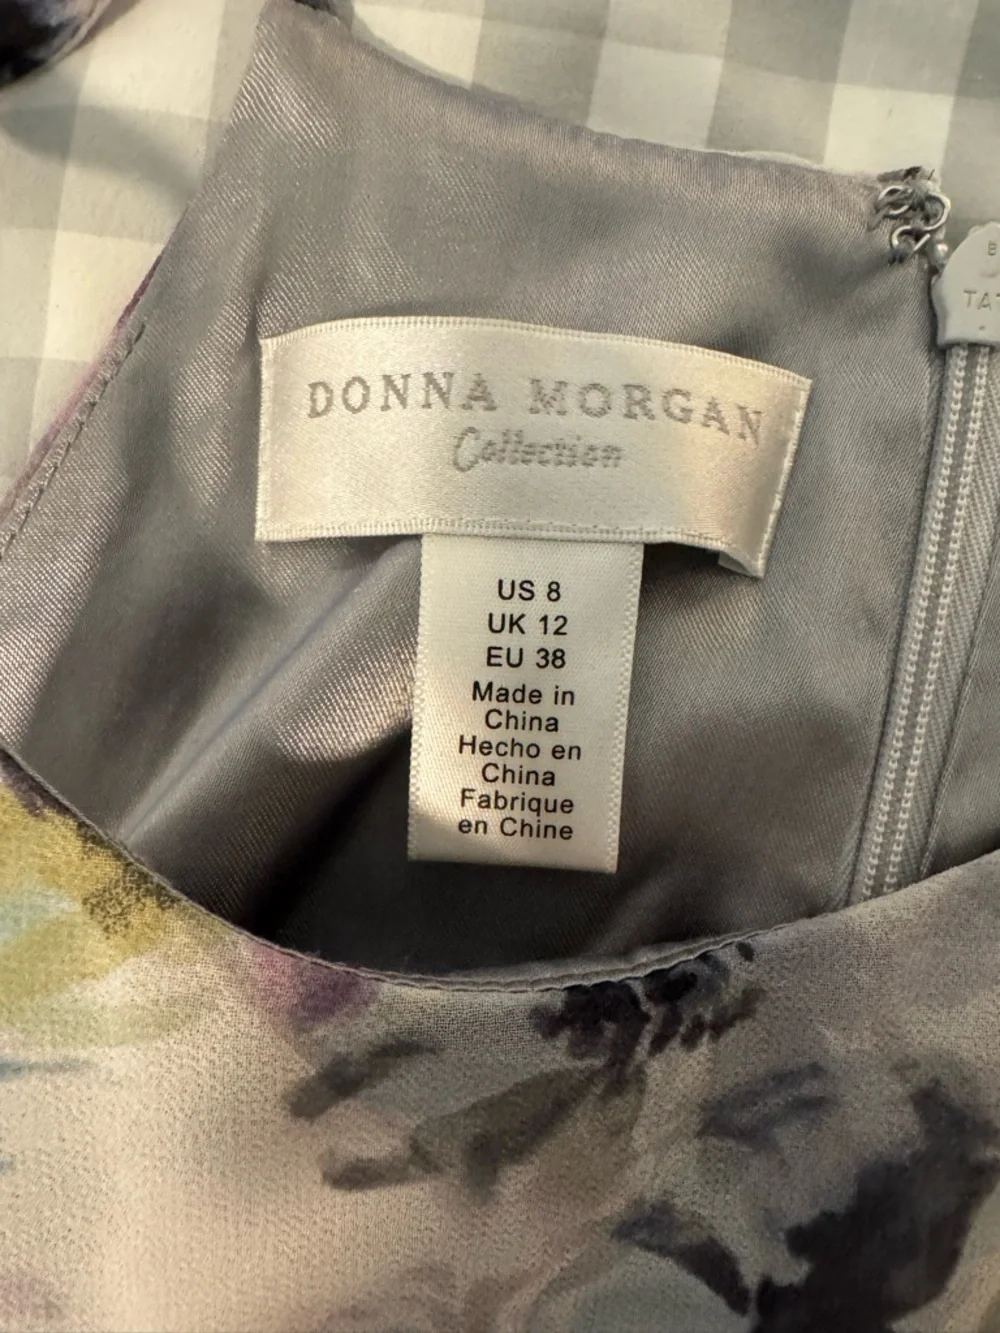 DONNA MORGAN
Collection
US 8
UK 12
EU 38
Made in
China
Hecho en
China
Fabrique
en Chine